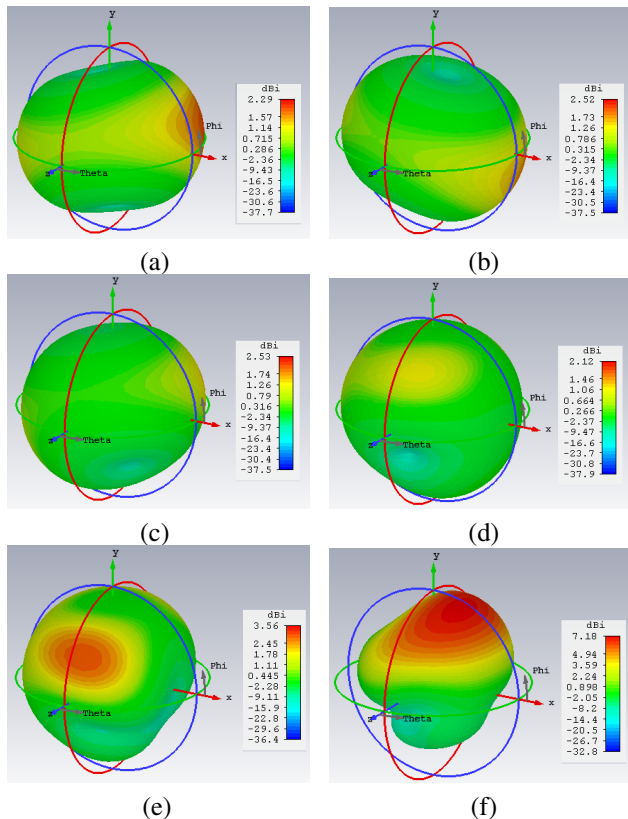 y
Phi
x
z
Theta
dBi
2.29
1.57
1.14
0.715
0.286
-2.34
-9.43
-16.5
-23.6
-30.6
-37.7
(a)
y
Phi
x
z
Theta
dBi
2.52
1.73
1.26
0.786
0.315
-2.34
-9.37
-16.4
-23.4
-30.5
-37.5
(b)
y
Phi
x
z
Theta
dBi
2.53
1.74
1.26
0.79
0.316
-2.34
-9.37
-16.4
-23.4
-30.4
-37.5
(c)
y
Phi
x
z
Theta
dBi
2.12
1.46
1.06
0.664
0.266
-2.37
-9.47
-16.6
-23.7
-30.8
-37.9
(d)
y
Phi
x
z
Theta
dBi
3.56
2.45
1.78
1.11
0.445
-2.28
-9.11
-15.9
-22.8
-29.6
-36.4
(e)
y
Phi
x
z
Theta
dBi
7.18
4.94
3.59
2.24
0.898
-2.05
-8.2
-14.4
-20.5
-26.7
-32.8
(f)